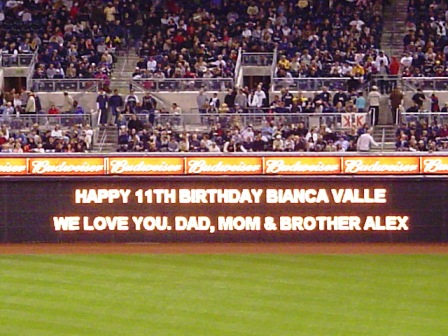 Budweiser Budweiser Budweiser Budweiser Budweiser
HAPPY 11TH BIRTHDAY BIANCA VALLE
WE LOVE YOU. DAD, MOM & BROTHER ALEX